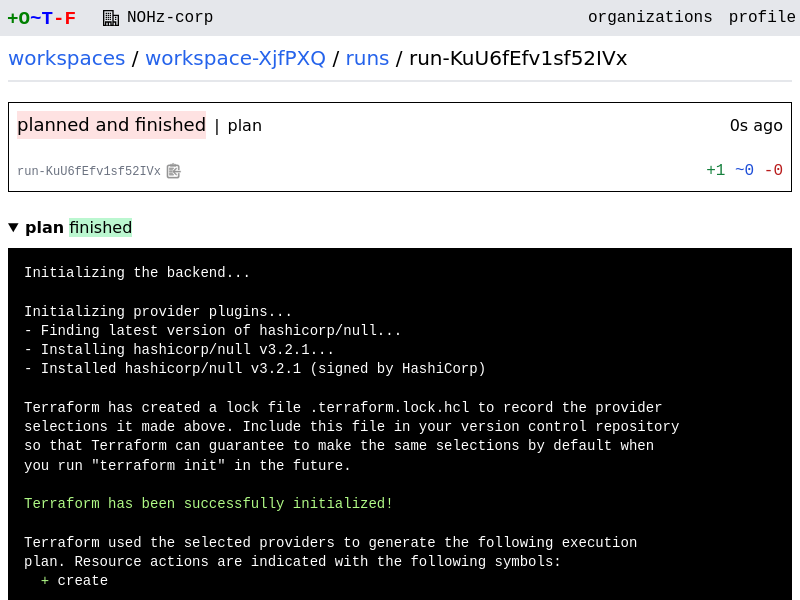 +O~T-F NOHz-corp organizations profile
workspaces / workspace-XjfPXQ / runs / run-KuU6fEfv1sf52IVx
planned and finished | plan 0s ago
run-KuU6fEfv1sf52IVx +1 ~0 -0
▼ plan finished
Initializing the backend...
Initializing provider plugins...
- Finding latest version of hashicorp/null...
- Installing hashicorp/null v3.2.1...
- Installed hashicorp/null v3.2.1 (signed by HashiCorp)
Terraform has created a lock file .terraform.lock.hcl to record the provider
selections it made above. Include this file in your version control repository
so that Terraform can guarantee to make the same selections by default when
you run "terraform init" in the future.
Terraform has been successfully initialized!
Terraform used the selected providers to generate the following execution
plan. Resource actions are indicated with the following symbols:
+ create